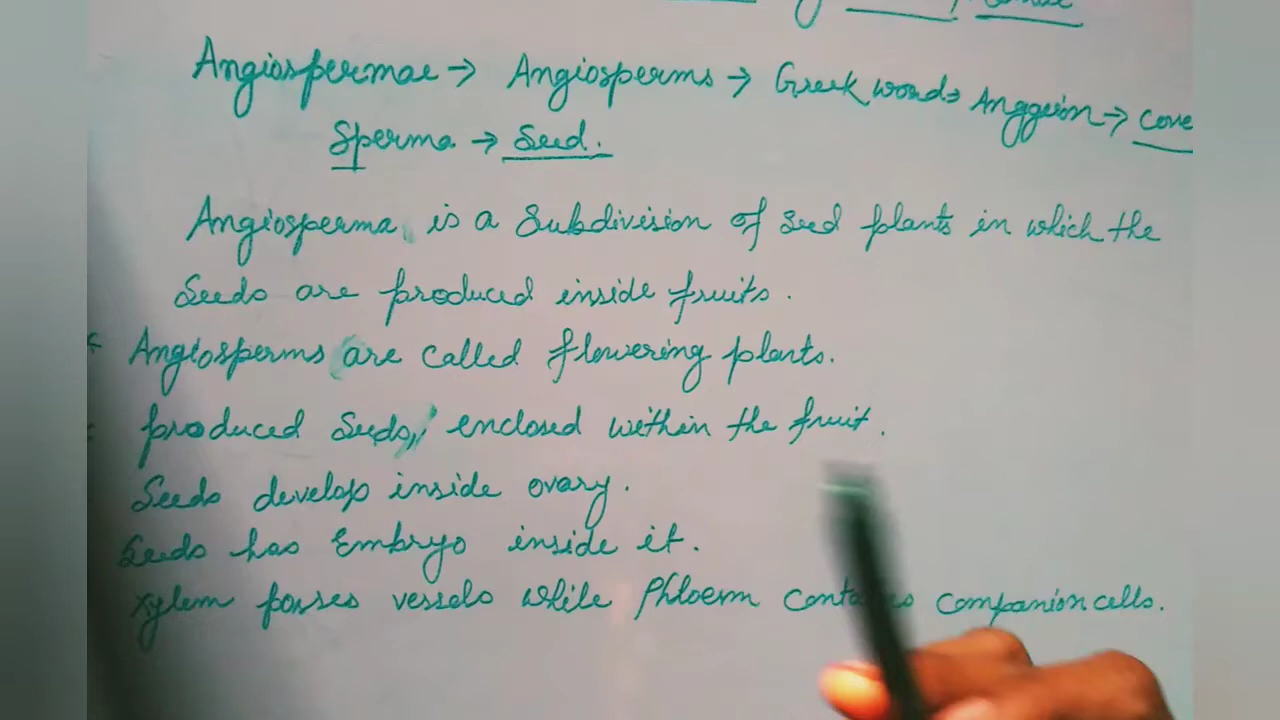 Angiospermae → Angiosperms → Greek words Anggeion → cove
Sperma → Seed.
Angiosperma is a Subdivision of seed plants in which the
Seeds are produced inside fruits.
Angiosperms are called flowering plants.
produced Seeds, enclosed within the fruit.
Seeds develop inside ovary.
Seeds has Embryo inside it.
Xylem posses vessels while Phloem companion cells.